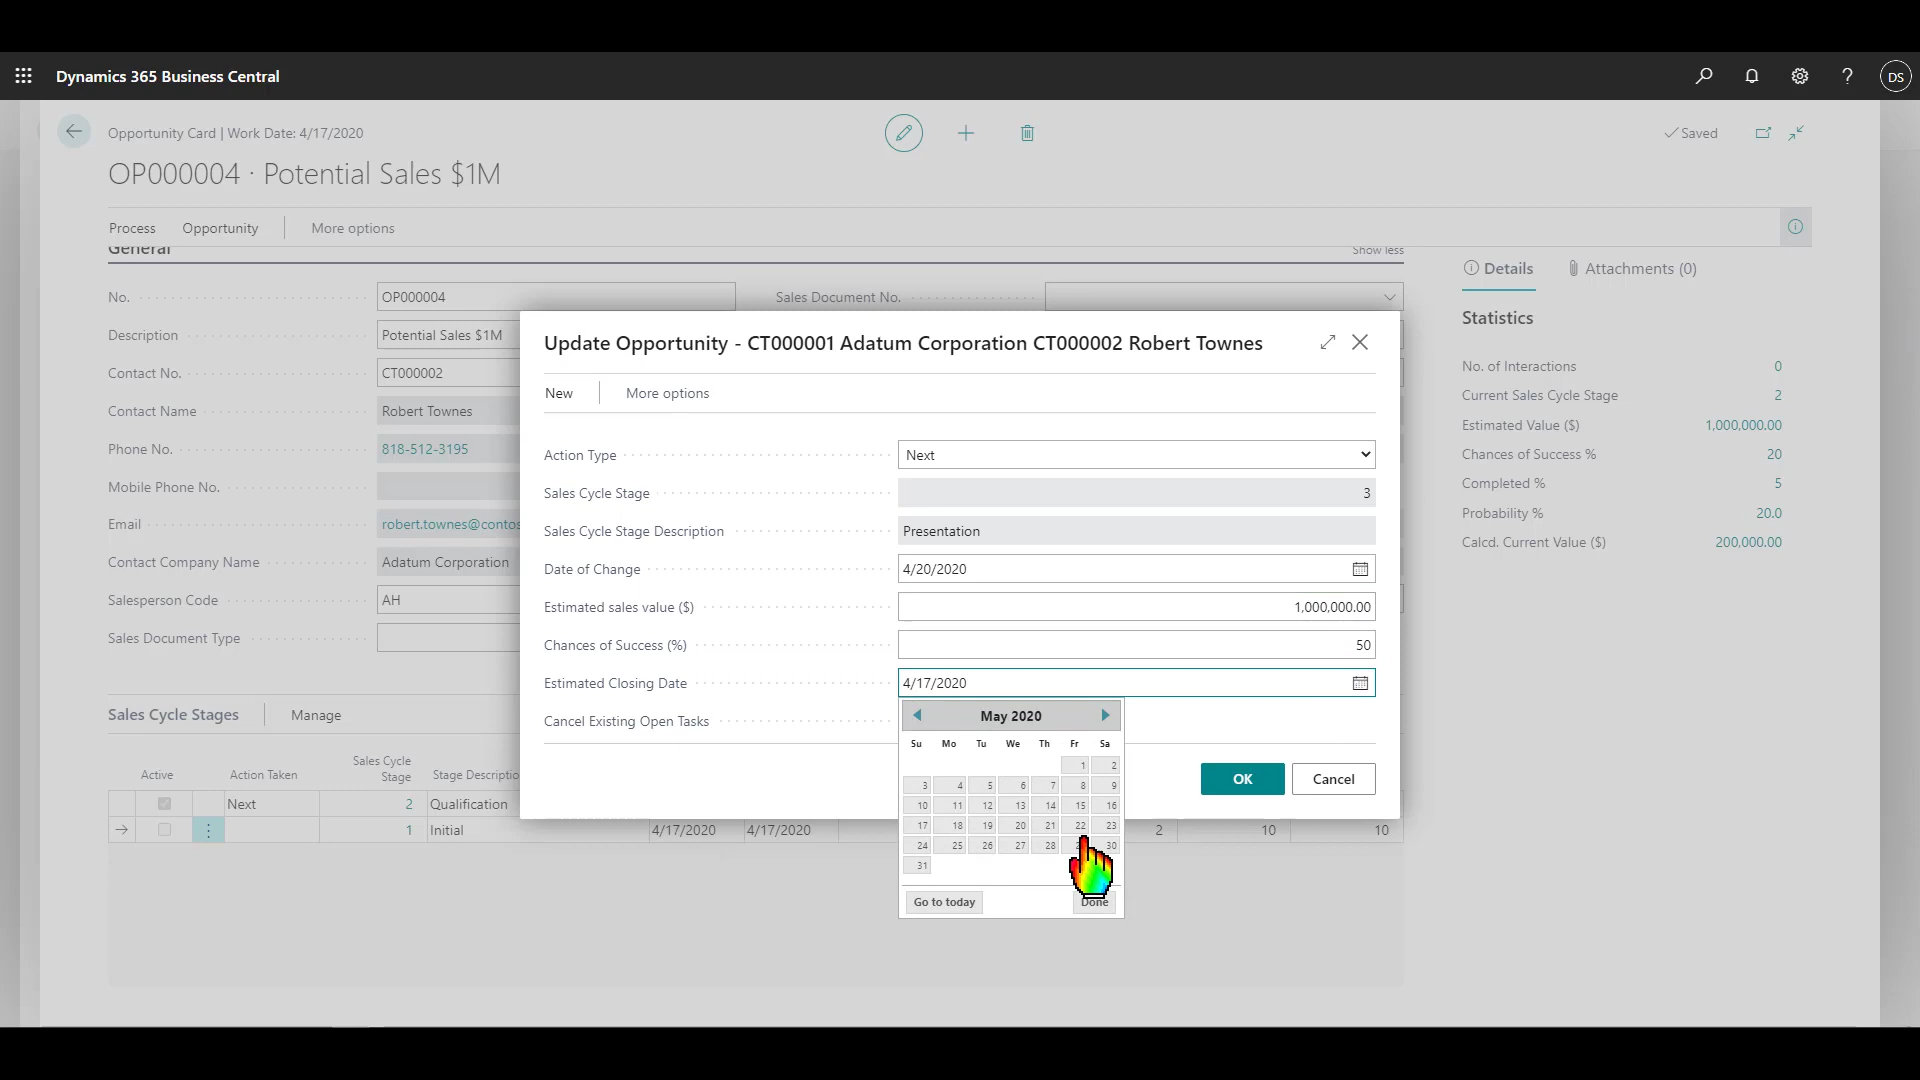 Dynamics 365 Business Central
DS
Opportunity Card | Work Date: 4/17/2020
Saved
OP000004 · Potential Sales $1M
Process Opportunity More options
General
Show less
Details Attachments (0)
No. OP000004 Sales Document No.
Description Potential Sales $1M
Contact No. CT000002
Contact Name Robert Townes
Phone No. 818-512-3195
Mobile Phone No.
Email robert.townes@contos
Contact Company Name Adatum Corporation
Salesperson Code AH
Sales Document Type
Statistics
No. of Interactions 0
Current Sales Cycle Stage 2
Estimated Value ($) 1,000,000.00
Chances of Success % 20
Completed % 5
Probability % 20.0
Calcd. Current Value ($) 200,000.00
Update Opportunity - CT000001 Adatum Corporation CT000002 Robert Townes
New More options
Action Type Next
Sales Cycle Stage 3
Sales Cycle Stage Description Presentation
Date of Change 4/20/2020
Estimated sales value ($) 1,000,000.00
Chances of Success (%) 50
Estimated Closing Date 4/17/2020
Cancel Existing Open Tasks
May 2020
Su Mo Tu We Th Fr Sa
1 2
3 4 5 6 7 8 9
10 11 12 13 14 15 16
17 18 19 20 21 22 23
24 25 26 27 28 30
31
Go to today Done
OK Cancel
Sales Cycle Stages Manage
Active Action Taken Sales Cycle Stage Stage Descriptio
Next 2 Qualification
1 Initial 4/17/2020 4/17/2020 2 10 10